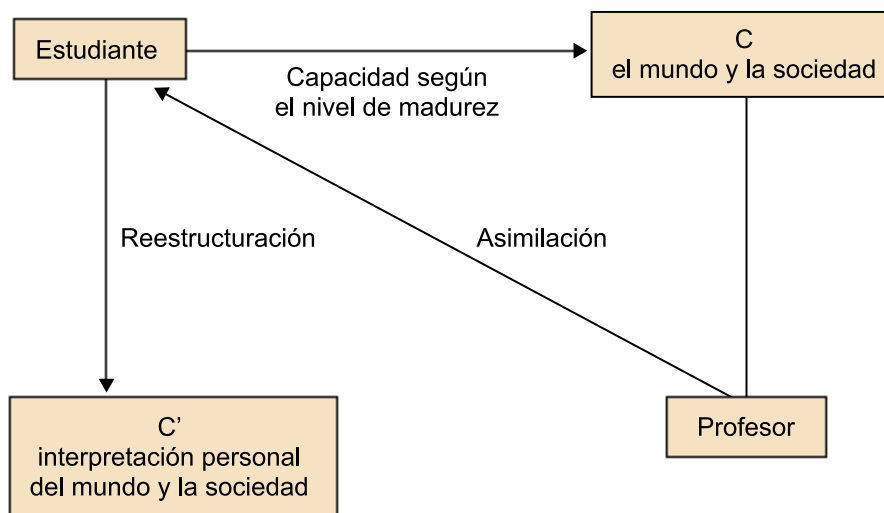 Estudiante
C
el mundo y la sociedad
Capacidad según
el nivel de madurez
Reestructuración
Asimilación
C’
interpretación personal
del mundo y la sociedad
Profesor